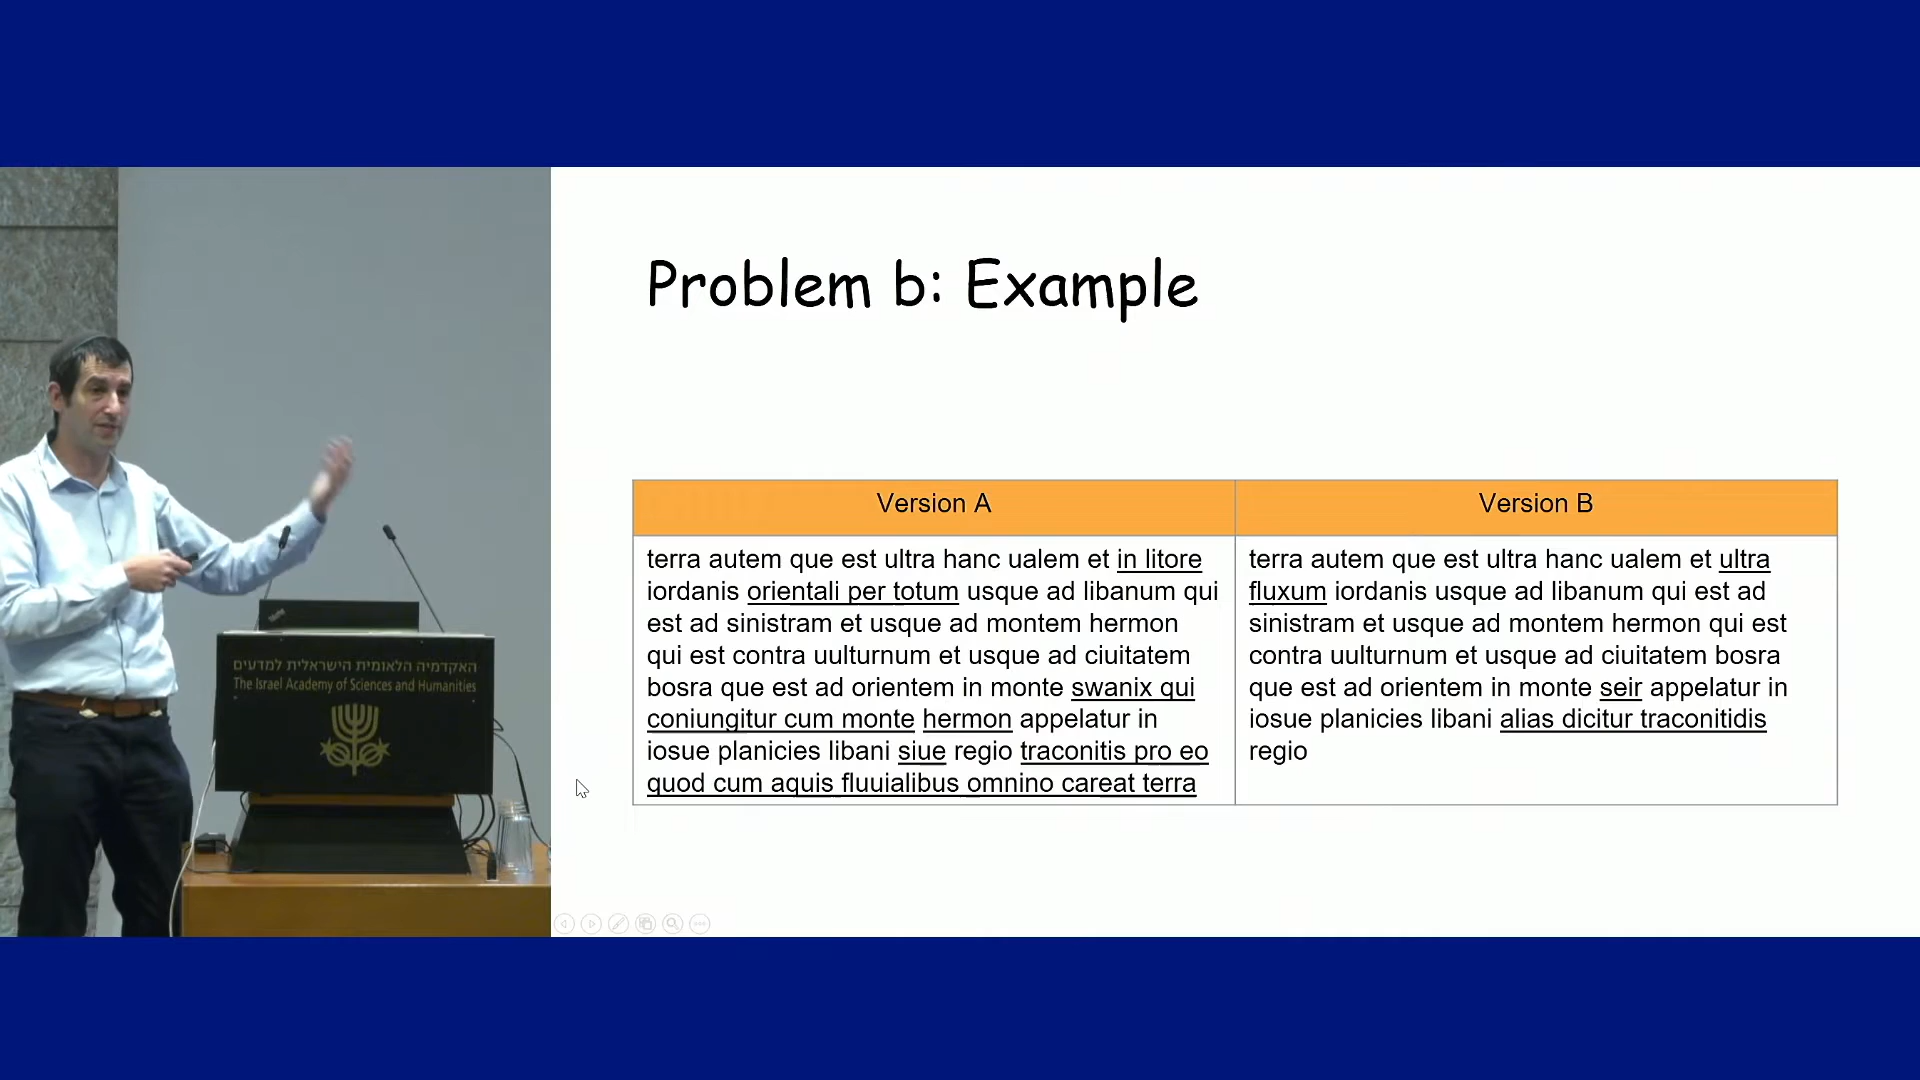 האקדמיה הלאומית הישראלית למדעים
The Israel Academy of Sciences and Humanities
Problem b: Example
Version A
terra autem que est ultra hanc ualem et in litore
iordanis orientali per totum usque ad libanum qui
est ad sinistram et usque ad montem hermon
qui est contra uulturnum et usque ad ciuitatem
bosra que est ad orientem in monte swanix qui
coniungitur cum monte hermon appelatur in
iosue planicies libani siue regio traconitis pro eo
quod cum aquis fluuialibus omnino careat terra
Version B
terra autem que est ultra hanc ualem et ultra
fluxum iordanis usque ad libanum qui est ad
sinistram et usque ad montem hermon qui est
contra uulturnum et usque ad ciuitatem bosra
que est ad orientem in monte seir appelatur in
iosue planicies libani alias dicitur traconitidis
regio